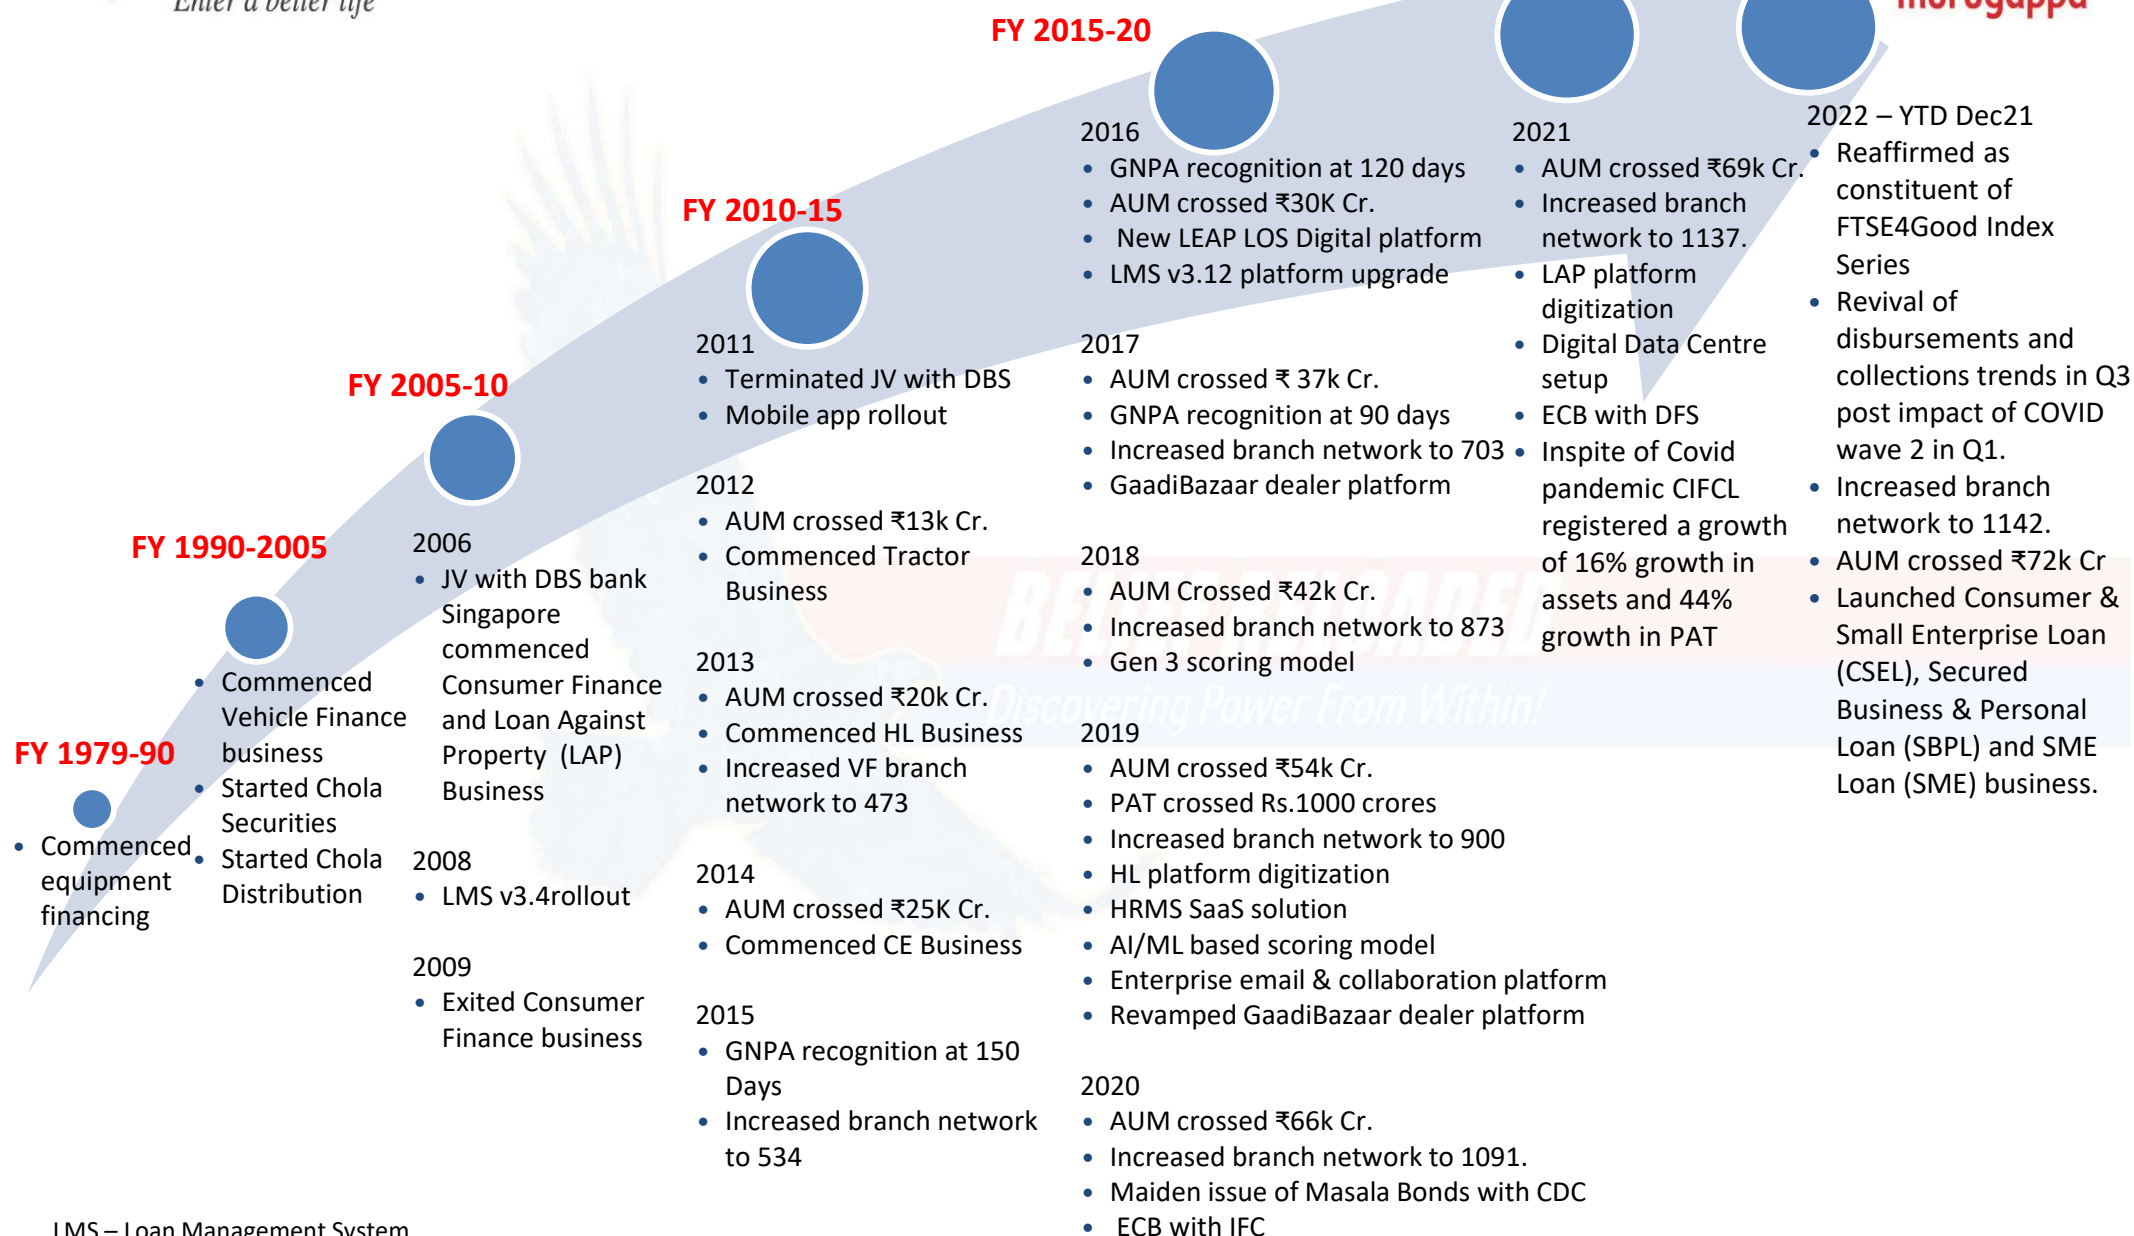 Enter a better life
murugappa
FY 1979-90
• Commenced
equipment
financing
FY 1990-2005
• Commenced
Vehicle Finance
business
• Started Chola
Securities
• Started Chola
Distribution
FY 2005-10
2006
• JV with DBS bank
Singapore
commenced
Consumer Finance
and Loan Against
Property (LAP)
Business
2008
• LMS v3.4rollout
2009
• Exited Consumer
Finance business
FY 2010-15
2011
• Terminated JV with DBS
• Mobile app rollout
2012
• AUM crossed ₹13k Cr.
• Commenced Tractor
Business
2013
• AUM crossed ₹20k Cr.
• Commenced HL Business
• Increased VF branch
network to 473
2014
• AUM crossed ₹25K Cr.
• Commenced CE Business
2015
• GNPA recognition at 150
Days
• Increased branch network
to 534
FY 2015-20
2016
• GNPA recognition at 120 days
• AUM crossed ₹30K Cr.
• New LEAP LOS Digital platform
• LMS v3.12 platform upgrade
2017
• AUM crossed ₹ 37k Cr.
• GNPA recognition at 90 days
• Increased branch network to 703
• GaadiBazaar dealer platform
2018
• AUM Crossed ₹42k Cr.
• Increased branch network to 873
• Gen 3 scoring model
2019
• AUM crossed ₹54k Cr.
• PAT crossed Rs.1000 crores
• Increased branch network to 900
• HL platform digitization
• HRMS SaaS solution
• AI/ML based scoring model
• Enterprise email & collaboration platform
• Revamped GaadiBazaar dealer platform
2020
• AUM crossed ₹66k Cr.
• Increased branch network to 1091.
• Maiden issue of Masala Bonds with CDC
• ECB with IFC
2021
• AUM crossed ₹69k Cr.
• Increased branch
network to 1137.
• LAP platform
digitization
• Digital Data Centre
setup
• ECB with DFS
• Inspite of Covid
pandemic CIFCL
registered a growth
of 16% growth in
assets and 44%
growth in PAT
2022 – YTD Dec21
• Reaffirmed as
constituent of
FTSE4Good Index
Series
• Revival of
disbursements and
collections trends in Q3
post impact of COVID
wave 2 in Q1.
• Increased branch
network to 1142.
• AUM crossed ₹72k Cr
• Launched Consumer &
Small Enterprise Loan
(CSEL), Secured
Business & Personal
Loan (SBPL) and SME
Loan (SME) business.
BELIEF RELOADED
Discovering Power From Within!
LMS – Loan Management System